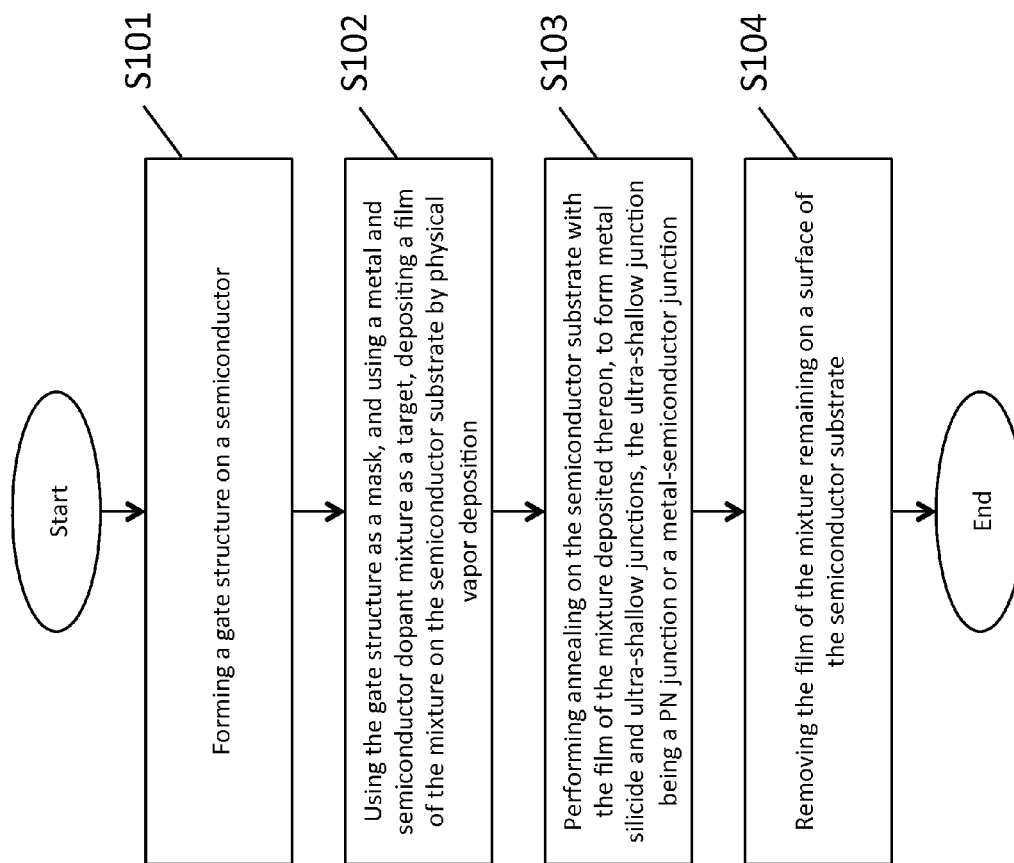 Start
S101
Forming a gate structure on a semiconductor
S102
Using the gate structure as a mask, and using a metal and
semiconductor dopant mixture as a target, depositing a film
of the mixture on the semiconductor substrate by physical
vapor deposition
S103
Performing annealing on the semiconductor substrate with
the film of the mixture deposited thereon, to form metal
silicide and ultra-shallow junctions, the ultra-shallow junction
being a PN junction or a metal-semiconductor junction
S104
Removing the film of the mixture remaining on a surface of
the semiconductor substrate
End